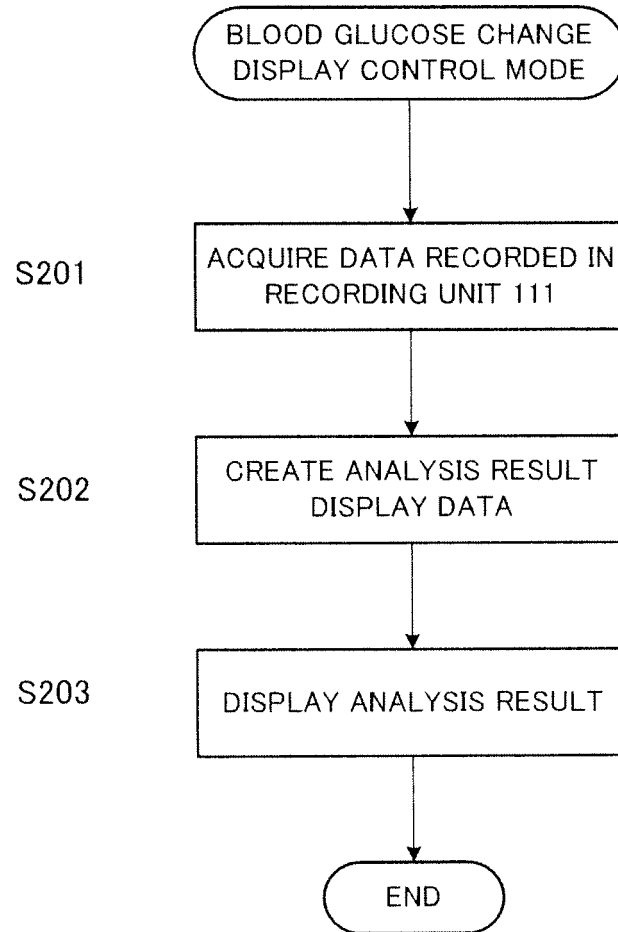 BLOOD GLUCOSE CHANGE
DISPLAY CONTROL MODE
S201
ACQUIRE DATA RECORDED IN
RECORDING UNIT 111
S202
CREATE ANALYSIS RESULT
DISPLAY DATA
S203
DISPLAY ANALYSIS RESULT
END